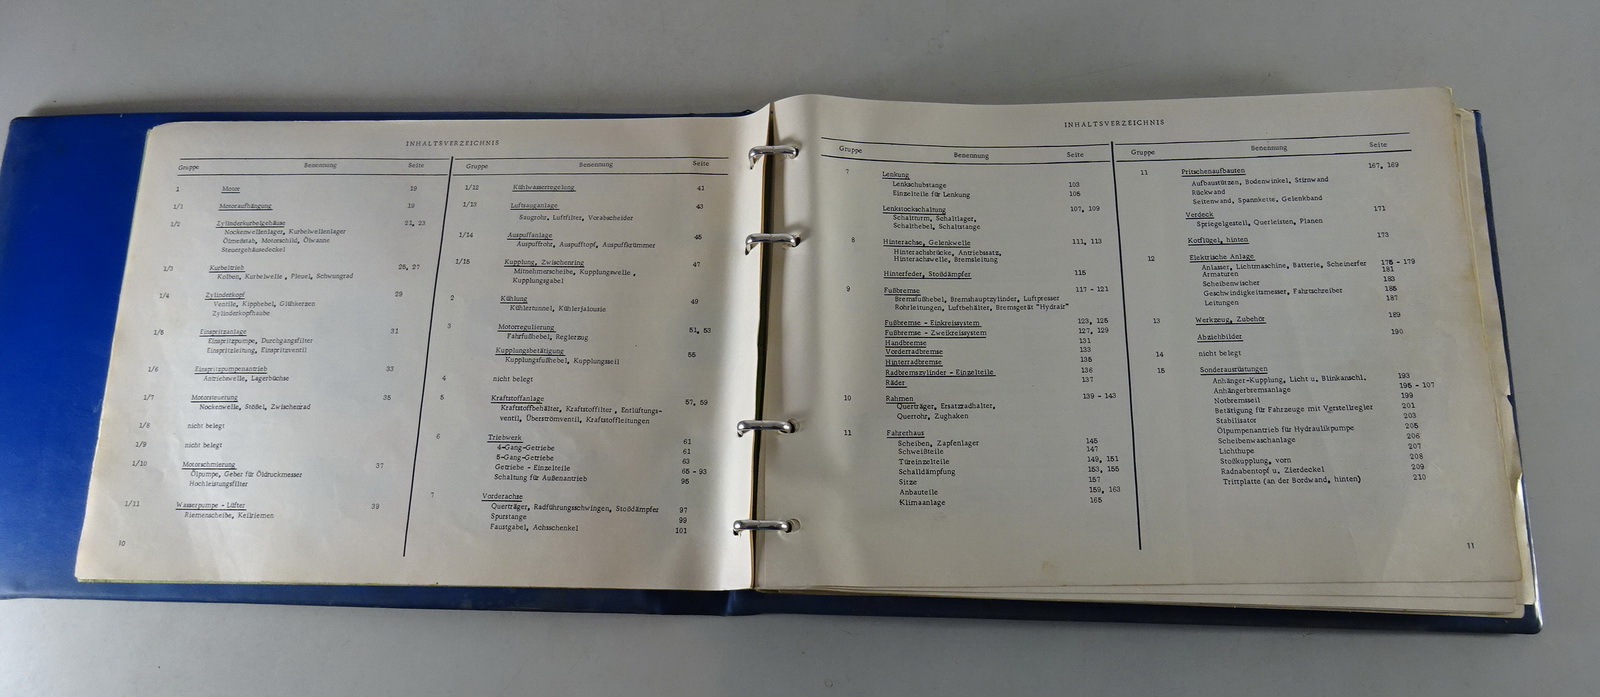 INHALTSVERZEICHNIS
Gruppe Benennung Seite
1 Motor 19
1/1 Motoraufhängung 19
1/2 Zylinderkurbelgehäuse 21, 23
Nockenwellenlager, Kurbelwellenlager
Ölmeßstab, Motorschild, Ölwanne
Steuergehäusedeckel
1/3 Kurbeltrieb 25, 27
Kolben, Kurbelwelle, Pleuel, Schwungrad
1/4 Zylinderkopf 29
Ventile, Kipphebel, Glühkerzen
Zylinderkopfhaube
1/5 Einspritzanlage 31
Einspritzpumpe, Durchgangsfilter
Einspritzleitung, Einspritzventil
1/6 Einspritzpumpenantrieb 33
Antriebswelle, Lagerbüchse
1/7 Motorsteuerung 35
Nockenwelle, Stößel, Zwischenrad
1/8 nicht belegt
1/9 nicht belegt
1/10 Motorschmierung 37
Ölpumpe, Geber für Öldruckmesser
Hochleistungsfilter
1/11 Wasserpumpe - Lüfter 39
Riemenscheibe, Keilriemen
10
Gruppe Benennung Seite
1/12 Kühlwasserregelung 41
1/13 Luftsauganlage 43
Saugrohr, Luftfilter, Vorabscheider
1/14 Auspuffanlage 45
Auspuffrohr, Auspufftopf, Auspuffkrümmer
1/15 Kupplung, Zwischenring 47
Mitnehmerscheibe, Kupplungswelle,
Kupplungsgabel
2 Kühlung 49
Kühlertunnel, Kühlerjalousie
3 Motorregulierung 51, 53
Fahrfußhebel, Reglerzug
Kupplungsbetätigung 55
Kupplungsfußhebel, Kupplungsseil
4 nicht belegt
5 Kraftstoffanlage 57, 59
Kraftstoffbehälter, Kraftstoffilter, Entlüftungs-
ventil, Überströmventil, Kraftstoffleitungen
6 Triebwerk 61
4-Gang-Getriebe 61
5-Gang-Getriebe 63
Getriebe - Einzelteile 65 - 93
Schaltung für Außenantrieb 95
7 Vorderachse
Querträger, Radführungsschwingen, Stoßdämpfer 97
Spurstange 99
Faustgabel, Achsschenkel 101
INHALTSVERZEICHNIS
Gruppe Benennung Seite
7 Lenkung
Lenkschubstange 103
Einzelteile für Lenkung 105
Lenkstockschaltung 107, 109
Schaltturm, Schaltlager,
Schalthebel, Schaltstange
8 Hinterachse, Gelenkwelle 111, 113
Hinterachsbrücke, Antriebssatz,
Hinterachswelle, Bremsleitung
Hinterfeder, Stoßdämpfer 115
9 Fußbremse 117 - 121
Bremsfußhebel, Bremshauptzylinder, Luftpresser
Rohrleitungen, Luftbehälter, Bremsgerät "Hydrair"
Fußbremse - Einkreissystem 123, 125
Fußbremse - Zweikreissystem 127, 129
Handbremse 131
Vorderradbremse 133
Hinterradbremse 135
Radbremszylinder - Einzelteile 136
Räder 137
10 Rahmen 139 - 143
Querträger, Ersatzradhalter,
Querrohr, Zughaken
11 Fahrerhaus
Scheiben, Zapfenlager 145
Schweißteile 147
Türeinzelteile 149, 151
Schalldämpfung 153, 155
Sitze 157
Anbauteile 159, 163
Klimaanlage 165
Gruppe Benennung Seite
11 Pritschenaufbauten 167, 169
Aufbaustützen, Bodenwinkel, Stirnwand
Rückwand
Seitenwand, Spannkette, Gelenkband
Verdeck 171
Spriegelgestell, Querleisten, Planen
Kotflügel, hinten 173
12 Elektrische Anlage
Anlasser, Lichtmaschine, Batterie, Scheinwerfer 175 - 179
Armaturen 181
Scheibenwischer 183
Geschwindigkeitsmesser, Fahrtschreiber 185
Leitungen 187
13 Werkzeug, Zubehör 189
Abziehbilder 190
14 nicht belegt
15 Sonderausrüstungen
Anhänger-Kupplung, Licht u. Blinkanschl. 193
Anhängerbremsanlage 195 - 107
Notbremsseil 199
Betätigung für Fahrzeuge mit Verstellregler 201
Stabilisator 203
Ölpumpenantrieb für Hydraulikpumpe 205
Scheibenwaschanlage 206
Lichthupe 207
Stoßkupplung, vorn 208
Radnabentopf u. Zierdeckel 209
Trittplatte (an der Bordwand, hinten) 210
11